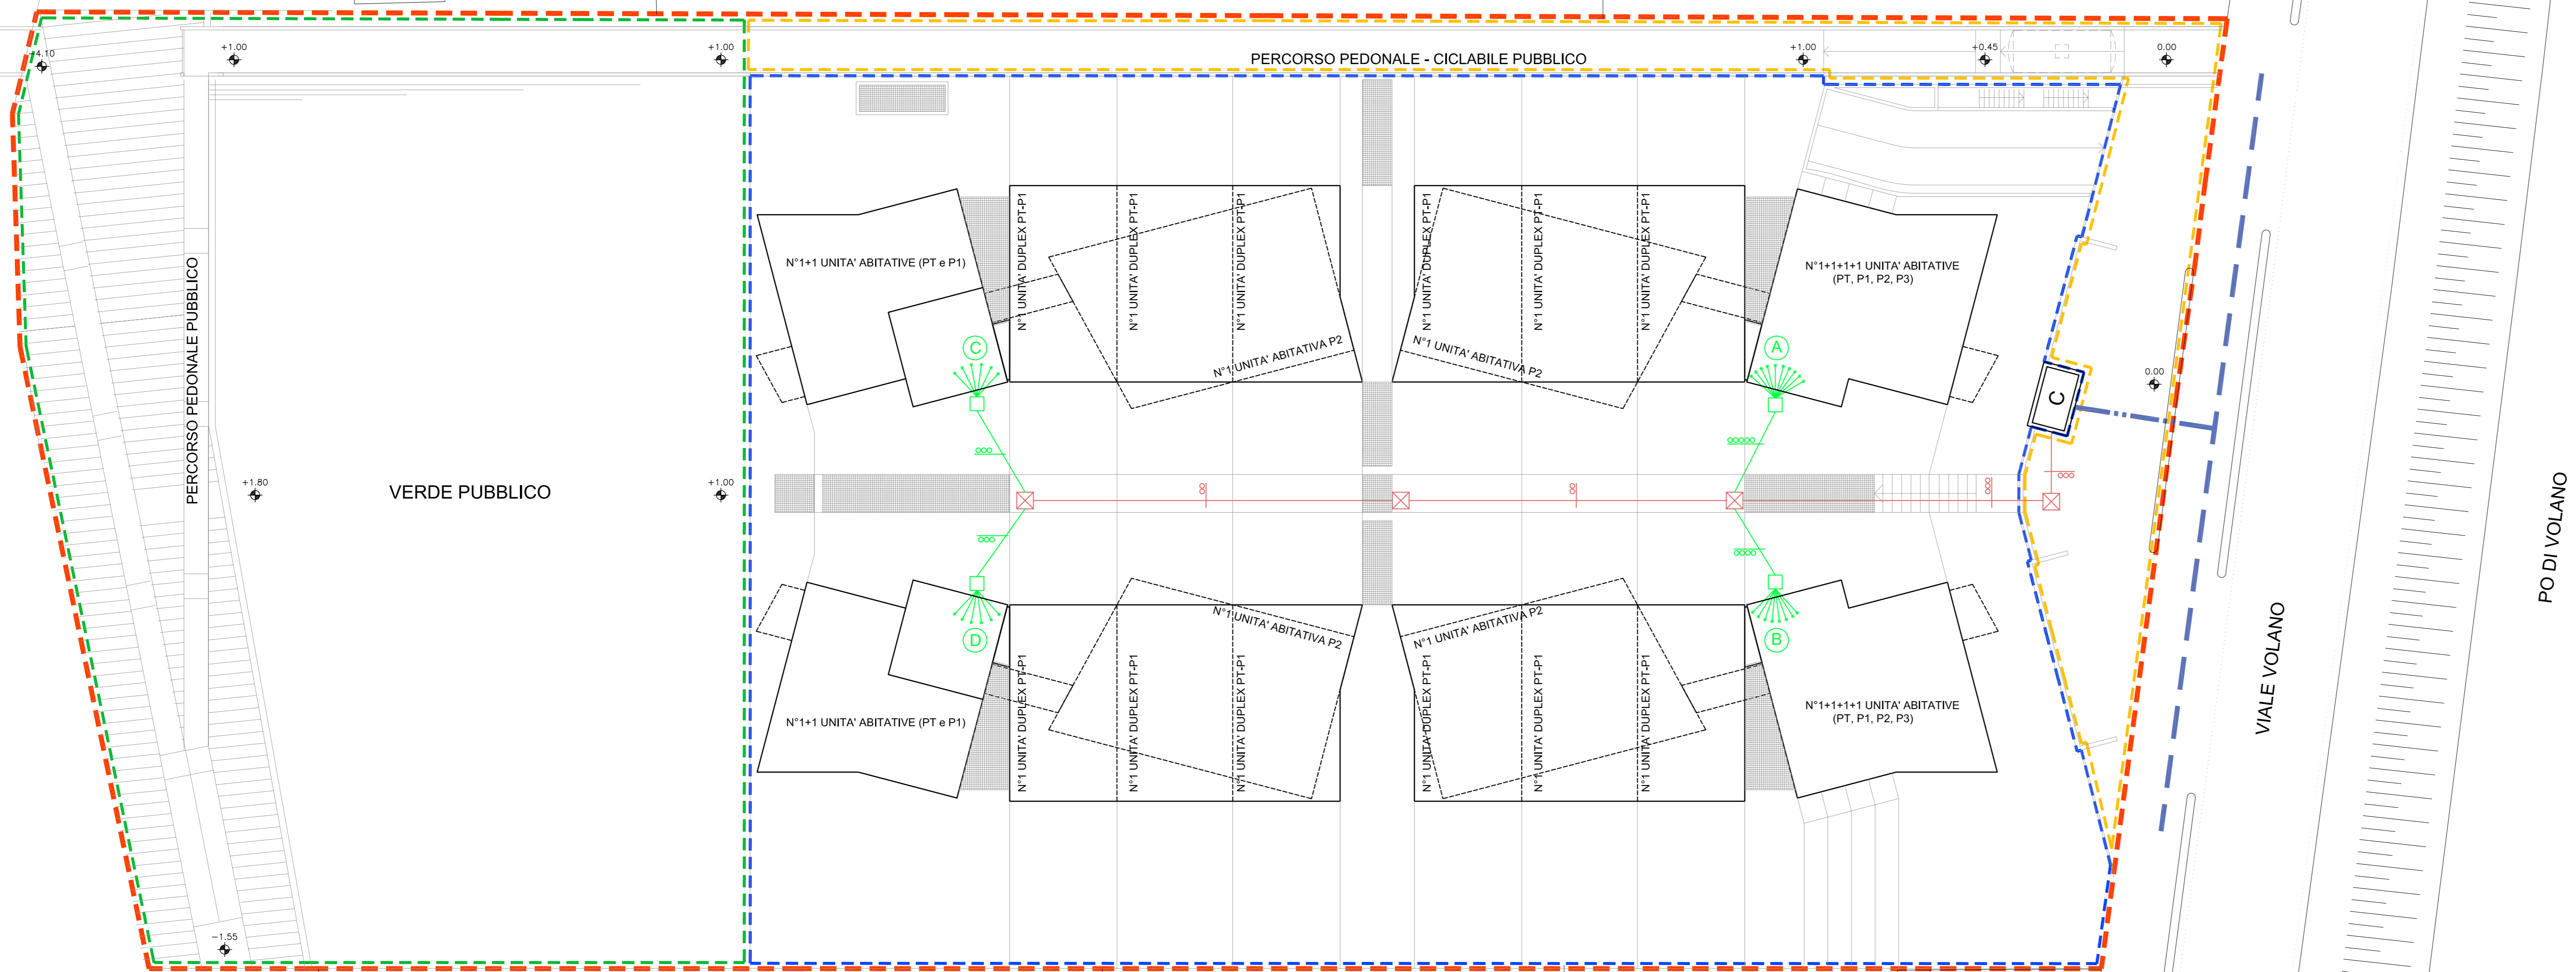 -4.10
+1.00
+1.00
PERCORSO PEDONALE - CICLABILE PUBBLICO
+1.00
+0.45
0.00
PERCORSO PEDONALE PUBBLICO
+1.80
VERDE PUBBLICO
+1.00
-1.55
N°1+1 UNITA' ABITATIVE (PT e P1)
N°1 UNITA' DUPLEX PT-P1
N°1 UNITA' DUPLEX PT-P1
N°1 UNITA' DUPLEX PT-P1
N°1 UNITA' ABITATIVA P2
N°1 UNITA' DUPLEX PT-P1
N°1 UNITA' DUPLEX PT-P1
N°1 UNITA' DUPLEX PT-P1
N°1 UNITA' ABITATIVA P2
N°1+1+1+1 UNITA' ABITATIVE
(PT, P1, P2, P3)
C
A
C
0.00
D
B
N°1+1 UNITA' ABITATIVE (PT e P1)
N°1 UNITA' DUPLEX PT-P1
N°1 UNITA' DUPLEX PT-P1
N°1 UNITA' DUPLEX PT-P1
N°1 UNITA' ABITATIVA P2
N°1 UNITA' ABITATIVA P2
N°1 UNITA' DUPLEX PT-P1
N°1 UNITA' DUPLEX PT-P1
N°1 UNITA' DUPLEX PT-P1
N°1+1+1+1 UNITA' ABITATIVE
(PT, P1, P2, P3)
VIALE VOLANO
PO DI VOLANO